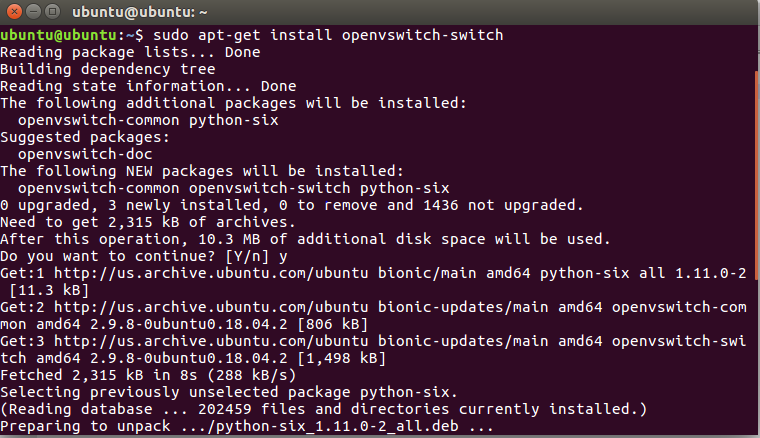 ubuntu@ubuntu: ~
ubuntu@ubuntu:~$ sudo apt-get install openvswitch-switch
Reading package lists... Done
Building dependency tree
Reading state information... Done
The following additional packages will be installed:
  openvswitch-common python-six
Suggested packages:
  openvswitch-doc
The following NEW packages will be installed:
  openvswitch-common openvswitch-switch python-six
0 upgraded, 3 newly installed, 0 to remove and 1436 not upgraded.
Need to get 2,315 kB of archives.
After this operation, 10.3 MB of additional disk space will be used.
Do you want to continue? [Y/n] y
Get:1 http://us.archive.ubuntu.com/ubuntu bionic/main amd64 python-six all 1.11.0-2
 [11.3 kB]
Get:2 http://us.archive.ubuntu.com/ubuntu bionic-updates/main amd64 openvswitch-com
mon amd64 2.9.8-0ubuntu0.18.04.2 [806 kB]
Get:3 http://us.archive.ubuntu.com/ubuntu bionic-updates/main amd64 openvswitch-swi
tch amd64 2.9.8-0ubuntu0.18.04.2 [1,498 kB]
Fetched 2,315 kB in 8s (288 kB/s)
Selecting previously unselected package python-six.
(Reading database ... 202459 files and directories currently installed.)
Preparing to unpack .../python-six_1.11.0-2_all.deb ...